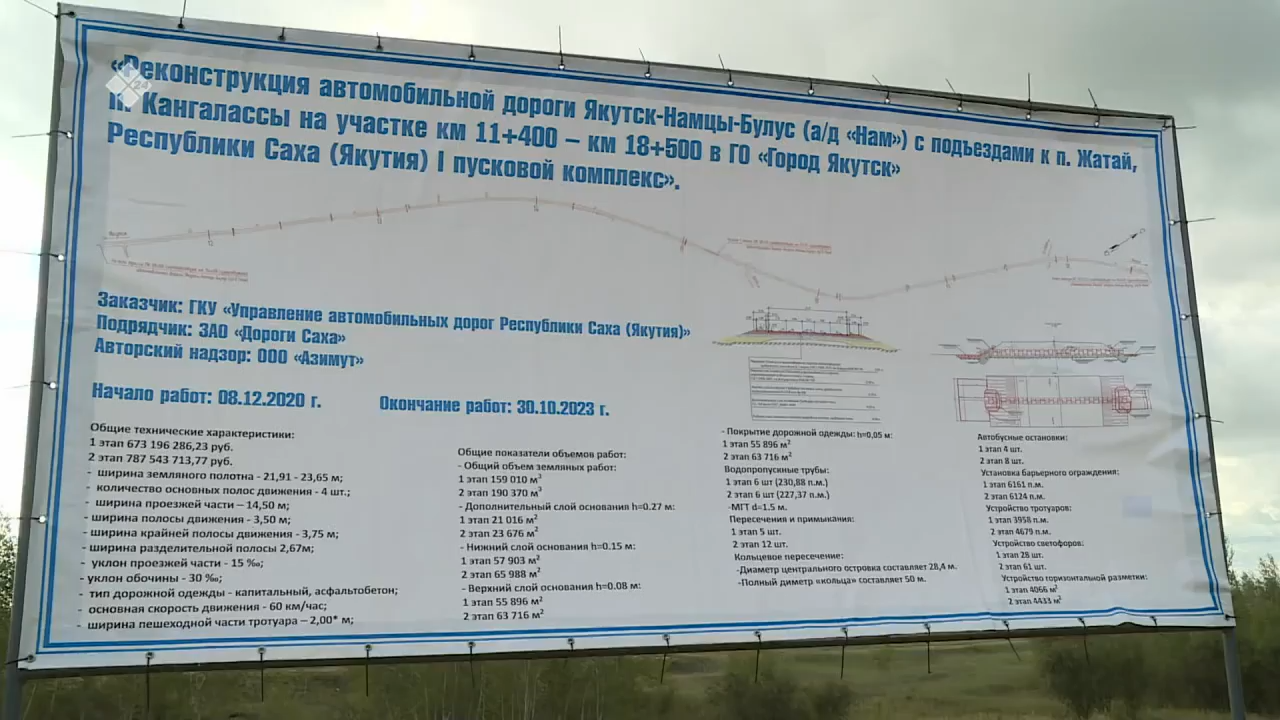 «Реконструкция автомобильной дороги Якутск-Намцы-Булус (а/д «Нам») с подъездами к п. Жатай,
п. Кангалассы на участке км 11+400 – км 18+500 в ГО «Город Якутск»
Республики Саха (Якутия) I пусковой комплекс».
Заказчик: ГКУ «Управление автомобильных дорог Республики Саха (Якутия)»
Подрядчик: ЗАО «Дороги Саха»
Авторский надзор: ООО «Азимут»
Начало работ: 08.12.2020 г.
Окончание работ: 30.10.2023 г.
Общие технические характеристики:
1 этап 673 196 286,23 руб.
2 этап 787 543 713,77 руб.
- ширина земляного полотна - 21,91 - 23,65 м;
- количество основных полос движения - 4 шт.;
- ширина проезжей части – 14,50 м;
- ширина полосы движения - 3,50 м;
- ширина крайней полосы движения - 3,75 м;
- ширина разделительной полосы 2,67м;
- уклон проезжей части - 15 ‰;
- уклон обочины - 30 ‰;
- тип дорожной одежды - капитальный, асфальтобетон;
- основная скорость движения - 60 км/час;
- ширина пешеходной части тротуара – 2,00* м;
Общие показатели объемов работ:
- Общий объем земляных работ:
1 этап 159 010 м²
2 этап 190 370 м²
- Дополнительный слой основания h=0.27 м:
1 этап 21 016 м²
2 этап 23 676 м²
- Нижний слой основания h=0.15 м:
1 этап 57 903 м²
2 этап 65 988 м²
- Верхний слой основания h=0.08 м:
1 этап 55 896 м²
2 этап 63 716 м²
- Покрытие дорожной одежды: h=0,05 м:
1 этап 55 896 м²
2 этап 63 716 м²
Водопропускные трубы:
1 этап 6 шт (230,88 п.м.)
2 этап 6 шт (227,37 п.м.)
-МГТ d=1.5 м.
Пересечения и примыкания:
1 этап 5 шт.
2 этап 12 шт.
Кольцевое пересечение:
-Диаметр центрального островка составляет 28,4 м.
-Полный диметр «кольца» составляет 50 м.
Автобусные остановки:
1 этап 4 шт.
2 этап 8 шт.
Установка барьерного ограждения:
1 этап 6161 п.м.
2 этап 6124 п.м.
Устройство тротуаров:
1 этап 3958 п.м.
2 этап 4679 п.м.
Устройство светофоров:
1 этап 28 шт.
2 этап 61 шт.
Устройство горизонтальной разметки:
1 этап 4066 м²
2 этап 4433 м²